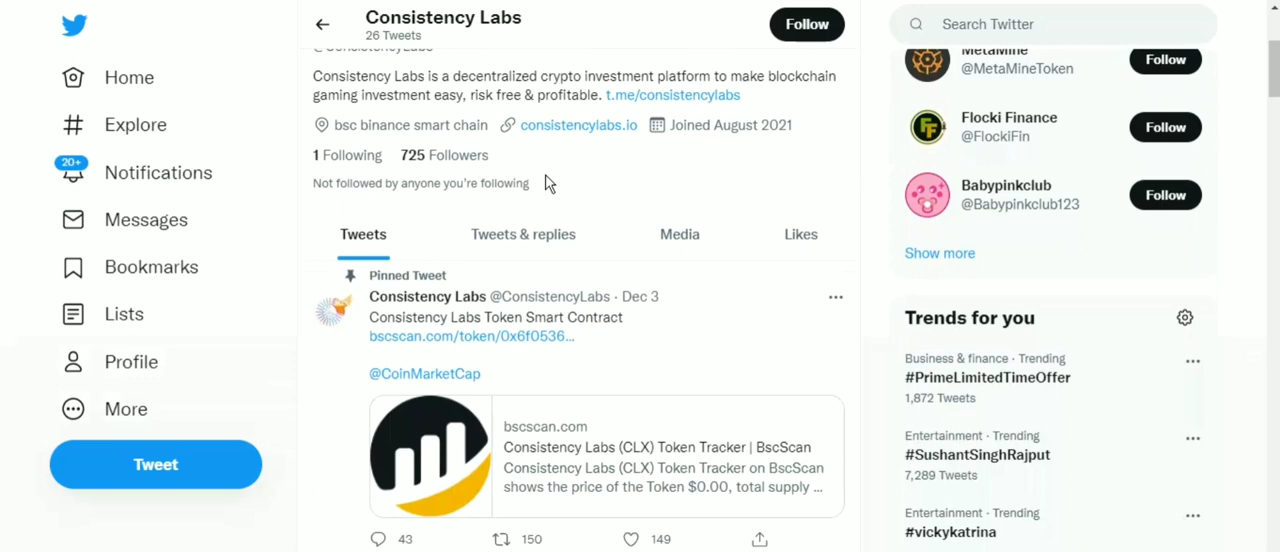 Home
Explore
20+
Notifications
Messages
Bookmarks
Lists
Profile
More
Tweet
Consistency Labs
26 Tweets
Follow
@ConsistencyLabs
Consistency Labs is a decentralized crypto investment platform to make blockchain
gaming investment easy, risk free & profitable. t.me/consistencylabs
bsc binance smart chain consistencylabs.io Joined August 2021
1 Following 725 Followers
Not followed by anyone you're following
Tweets Tweets & replies Media Likes
Pinned Tweet
Consistency Labs @ConsistencyLabs · Dec 3
Consistency Labs Token Smart Contract
bscscan.com/token/0x6f0536...
@CoinMarketCap
bscscan.com
Consistency Labs (CLX) Token Tracker | BscScan
Consistency Labs (CLX) Token Tracker on BscScan
shows the price of the Token $0.00, total supply ...
43 150 149
Search Twitter
MetaMine
@MetaMineToken
Follow
Flocki Finance
@FlockiFin
Follow
Babypinkclub
@Babypinkclub123
Follow
Show more
Trends for you
Business & finance · Trending
#PrimeLimitedTimeOffer
1,872 Tweets
Entertainment · Trending
#SushantSinghRajput
7,289 Tweets
Entertainment · Trending
#vickykatrina